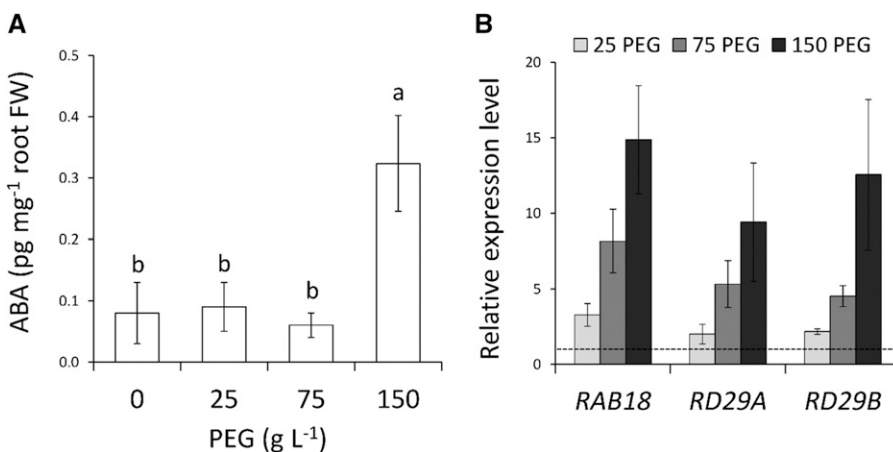 A
ABA (pg mg⁻¹ root FW)
0.5
0.4
0.3
0.2
0.1
0.0
b
b
b
a
0
25
75
150
PEG (g L⁻¹)
B
25 PEG
75 PEG
150 PEG
Relative expression level
20
15
10
5
0
RAB18
RD29A
RD29B